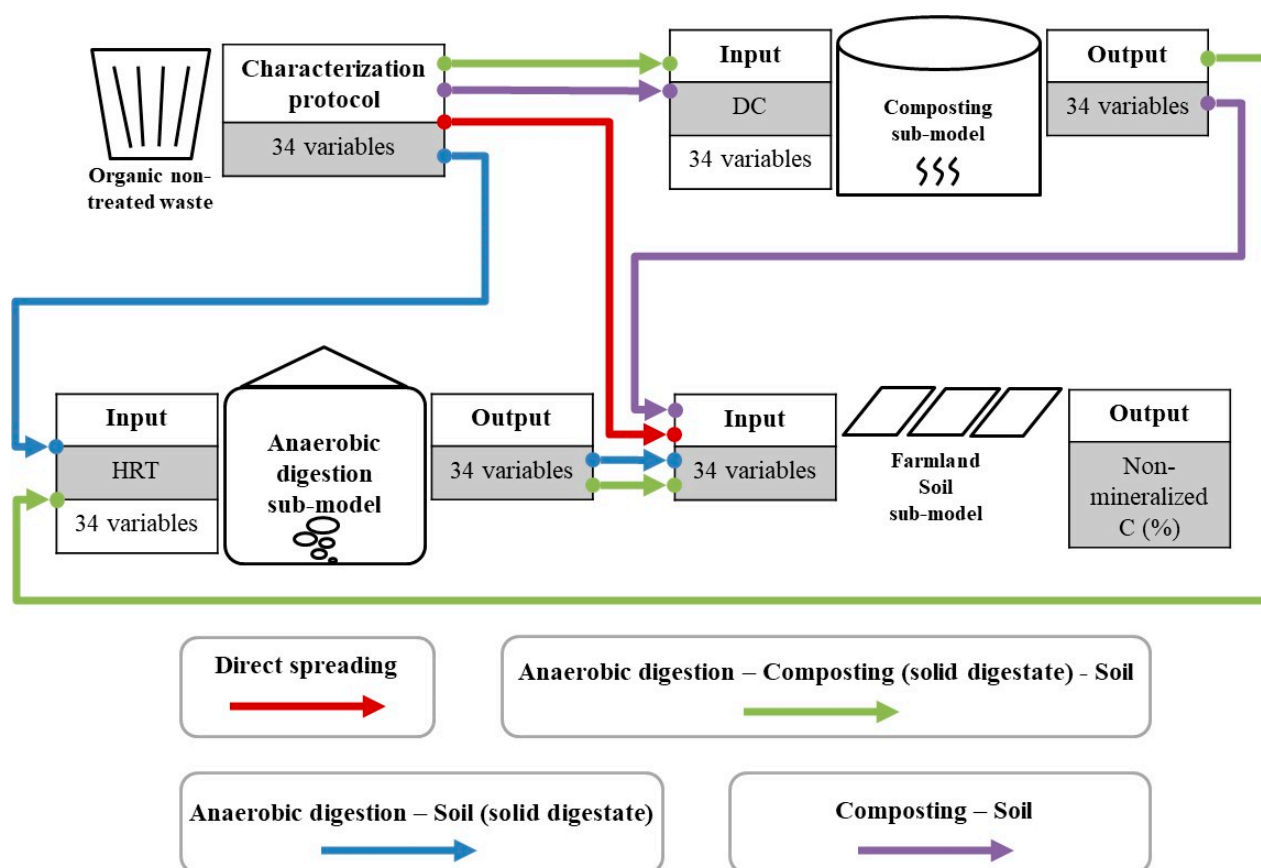 Characterization
protocol
34 variables
Organic non-
treated waste
Input
DC
34 variables
Composting
sub-model
Output
34 variables
Input
HRT
34 variables
Anaerobic
digestion
sub-model
Output
34 variables
Input
34 variables
Farmland
Soil
sub-model
Output
Non-
mineralized
C (%)
Direct spreading
Anaerobic digestion – Composting (solid digestate) - Soil
Anaerobic digestion – Soil (solid digestate)
Composting – Soil